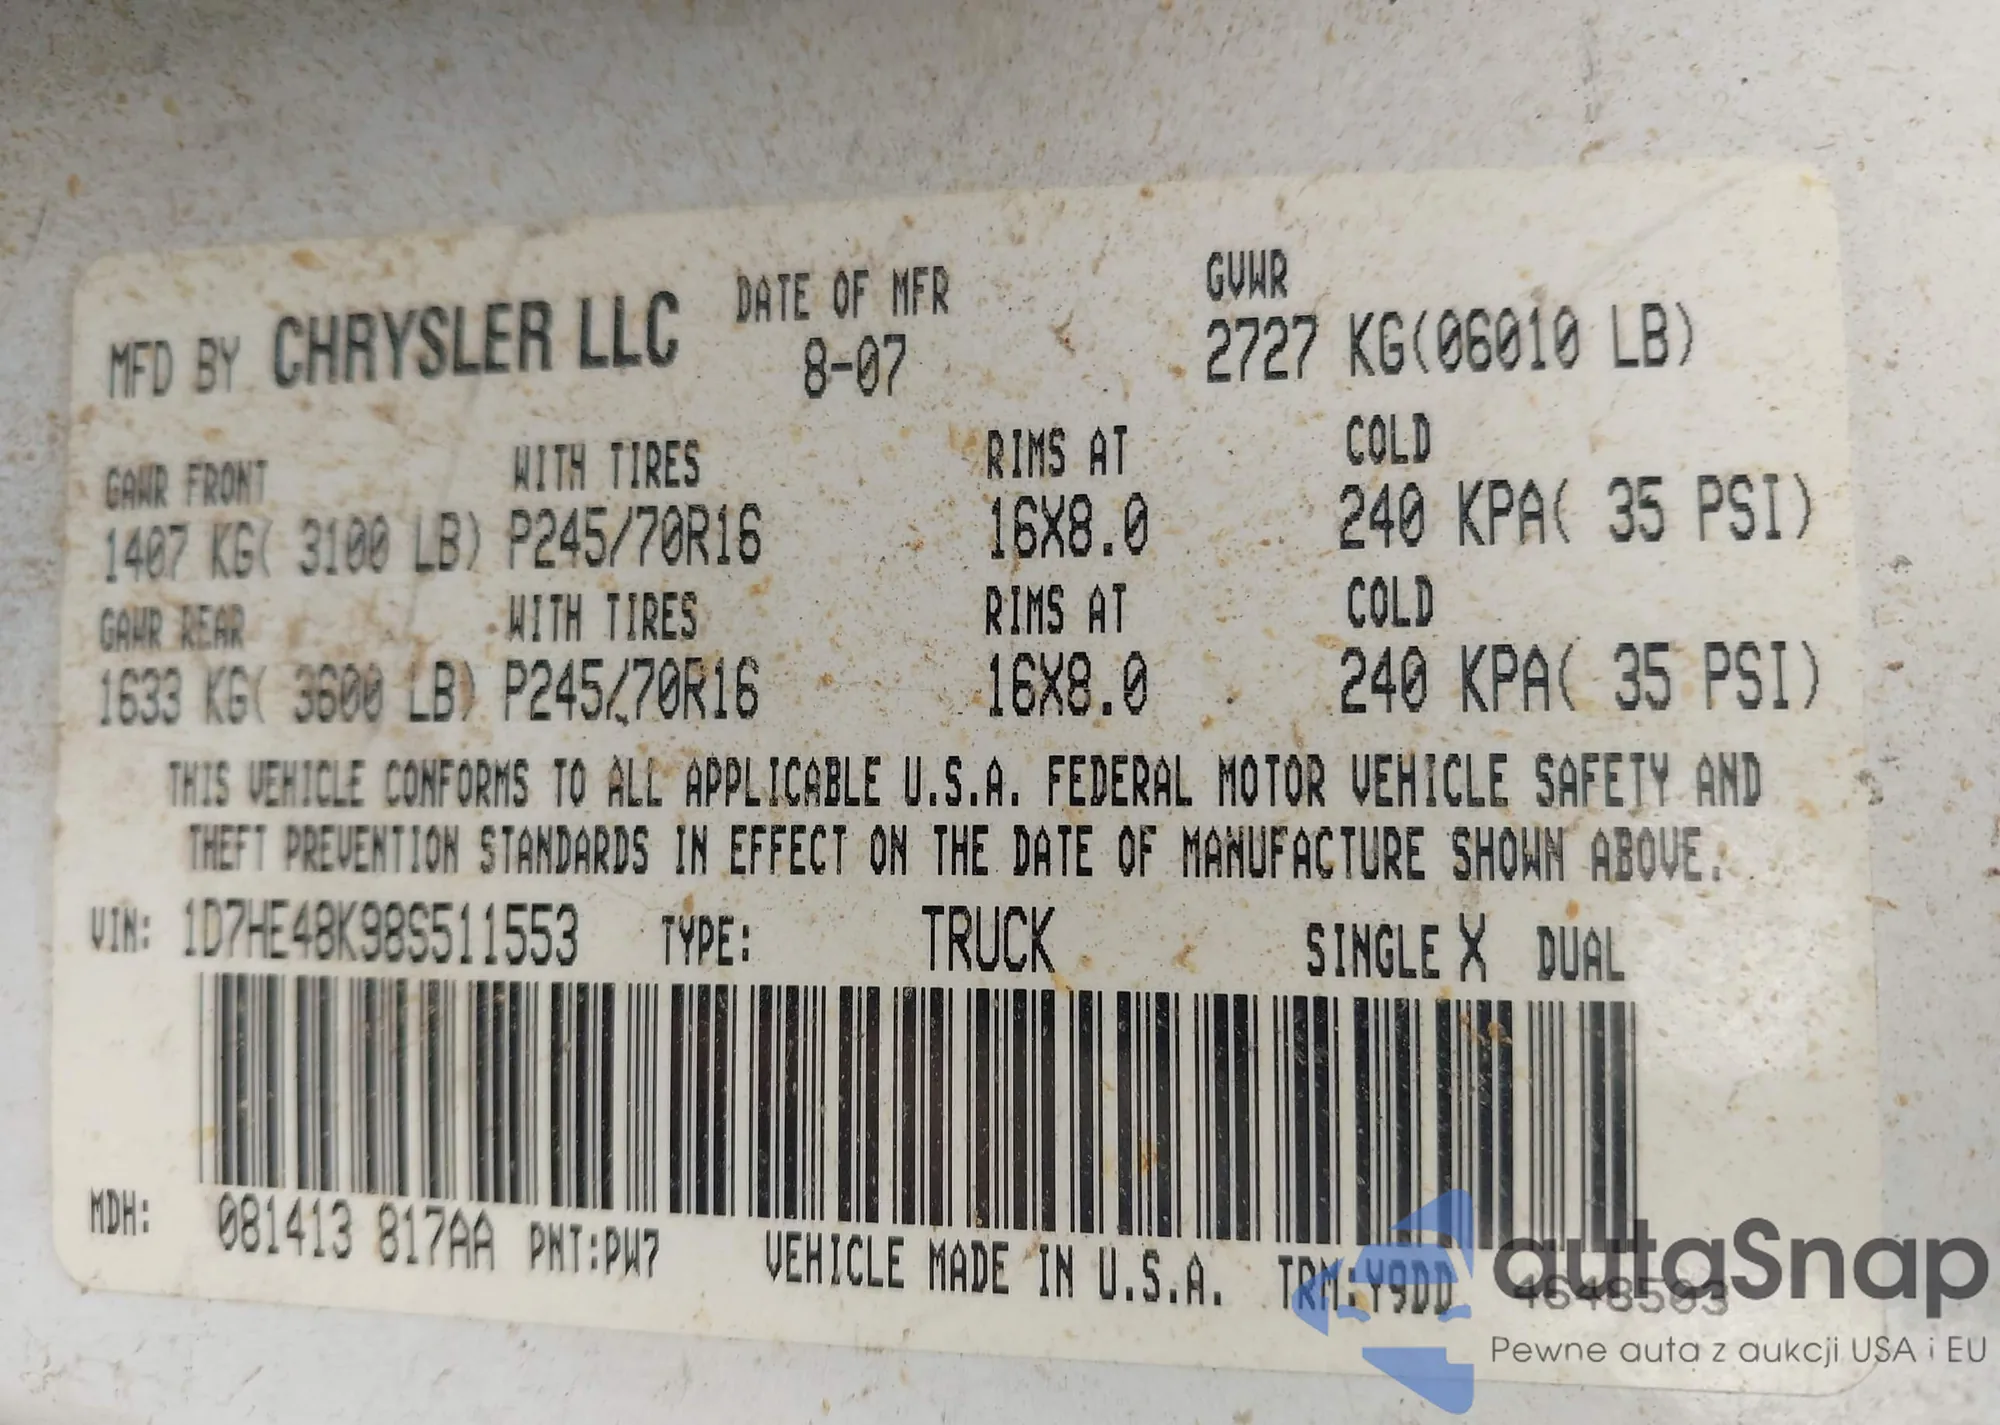 MFD BY CHRYSLER LLC DATE OF MFR GVWR
8-07 2727 KG(06010 LB)
GAWR FRONT WITH TIRES RIMS AT COLD
1407 KG( 3100 LB) P245/70R16 16X8.0 240 KPA( 35 PSI)
GAWR REAR WITH TIRES RIMS AT COLD
1633 KG( 3600 LB) P245/70R16 16X8.0 240 KPA( 35 PSI)
THIS VEHICLE CONFORMS TO ALL APPLICABLE U.S.A. FEDERAL MOTOR VEHICLE SAFETY AND
THEFT PREVENTION STANDARDS IN EFFECT ON THE DATE OF MANUFACTURE SHOWN ABOVE.
VIN: 1D7HE48K98S511553 TYPE: TRUCK SINGLE X DUAL
MDH: 081413 817AA PNT:PW7 VEHICLE MADE IN U.S.A. TRM:Y9DD 4648503
autaSnap
Pewne auta z aukcji USA i EU